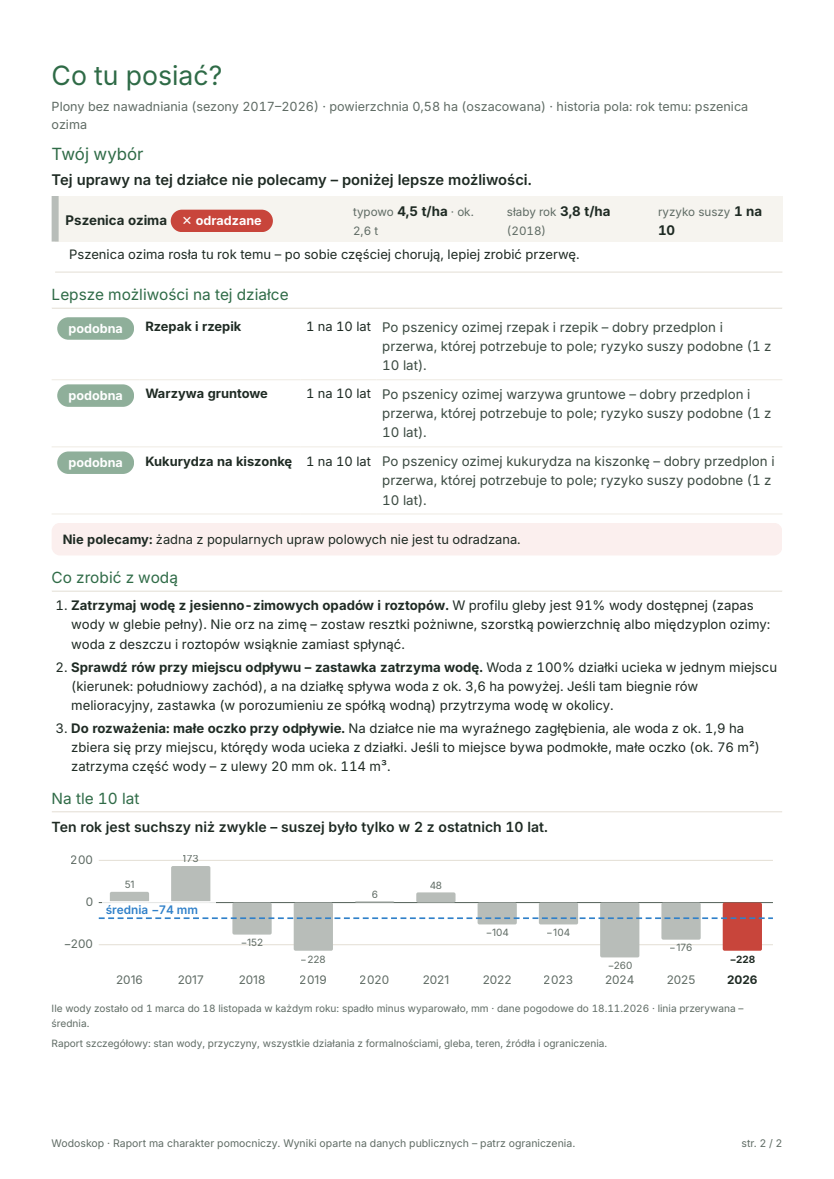 Co tu posiać?
Plony bez nawadniania (sezony 2017–2026) · powierzchnia 0,58 ha (oszacowana) · historia pola: rok temu: pszenica
ozima
Twój wybór
Tej uprawy na tej działce nie polecamy – poniżej lepsze możliwości.
Pszenica ozima ✕ odradzane typowo 4,5 t/ha · ok. słaby rok 3,8 t/ha ryzyko suszy 1 na
2,6 t (2018) 10
Pszenica ozima rosła tu rok temu – po sobie częściej chorują, lepiej zrobić przerwę.
Lepsze możliwości na tej działce
podobna Rzepak i rzepik 1 na 10 lat Po pszenicy ozimej rzepak i rzepik – dobry przedplon i
przerwa, której potrzebuje to pole; ryzyko suszy podobne (1 z
10 lat).
podobna Warzywa gruntowe 1 na 10 lat Po pszenicy ozimej warzywa gruntowe – dobry przedplon i
przerwa, której potrzebuje to pole; ryzyko suszy podobne (1 z
10 lat).
podobna Kukurydza na kiszonkę 1 na 10 lat Po pszenicy ozimej kukurydza na kiszonkę – dobry przedplon i
przerwa, której potrzebuje to pole; ryzyko suszy podobne (1 z
10 lat).
Nie polecamy: żadna z popularnych upraw polowych nie jest tu odradzana.
Co zrobić z wodą
1. Zatrzymaj wodę z jesienno-zimowych opadów i roztopów. W profilu gleby jest 91% wody dostępnej (zapas
wody w glebie pełny). Nie orz na zimę – zostaw resztki pożniwne, szorstką powierzchnię albo międzyplon ozimy:
woda z deszczu i roztopów wsiąknie zamiast spłynąć.
2. Sprawdź rów przy miejscu odpływu – zastawka zatrzyma wodę. Woda z 100% działki ucieka w jednym miejscu
(kierunek: południowy zachód), a na działkę spływa woda z ok. 3,6 ha powyżej. Jeśli tam biegnie rów
melioracyjny, zastawka (w porozumieniu ze spółką wodną) przytrzyma wodę w okolicy.
3. Do rozważenia: małe oczko przy odpływie. Na działce nie ma wyraźnego zagłębienia, ale woda z ok. 1,9 ha
zbiera się przy miejscu, którędy woda ucieka z działki. Jeśli to miejsce bywa podmokłe, małe oczko (ok. 76 m²)
zatrzyma część wody – z ulewy 20 mm ok. 114 m³.
Na tle 10 lat
Ten rok jest suchszy niż zwykle – suszej było tylko w 2 z ostatnich 10 lat.
200 173
51 6 48
0
średnia −74 mm
−104 −104
−200 −152 −176
−228 −260 −228
2016 2017 2018 2019 2020 2021 2022 2023 2024 2025 2026
Ile wody zostało od 1 marca do 18 listopada w każdym roku: spadło minus wyparowało, mm · dane pogodowe do 18.11.2026 · linia przerywana –
średnia.
Raport szczegółowy: stan wody, przyczyny, wszystkie działania z formalnościami, gleba, teren, źródła i ograniczenia.
Wodoskop · Raport ma charakter pomocniczy. Wyniki oparte na danych publicznych – patrz ograniczenia. str. 2 / 2